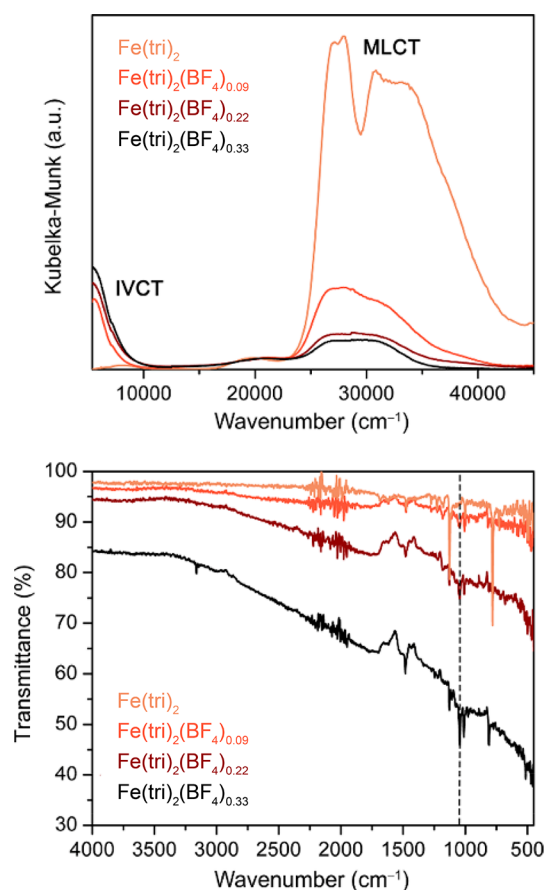 MLCT
Fe(tri)₂
Fe(tri)₂(BF₄)₀.₀₉
Fe(tri)₂(BF₄)₀.₂₂
Fe(tri)₂(BF₄)₀.₃₃
IVCT
Kubelka-Munk (a.u.)
10000 20000 30000 40000
Wavenumber (cm⁻¹)
100
90
80
70
60
50
40
30
Transmittance (%)
Fe(tri)₂
Fe(tri)₂(BF₄)₀.₀₉
Fe(tri)₂(BF₄)₀.₂₂
Fe(tri)₂(BF₄)₀.₃₃
4000 3500 3000 2500 2000 1500 1000 500
Wavenumber (cm⁻¹)